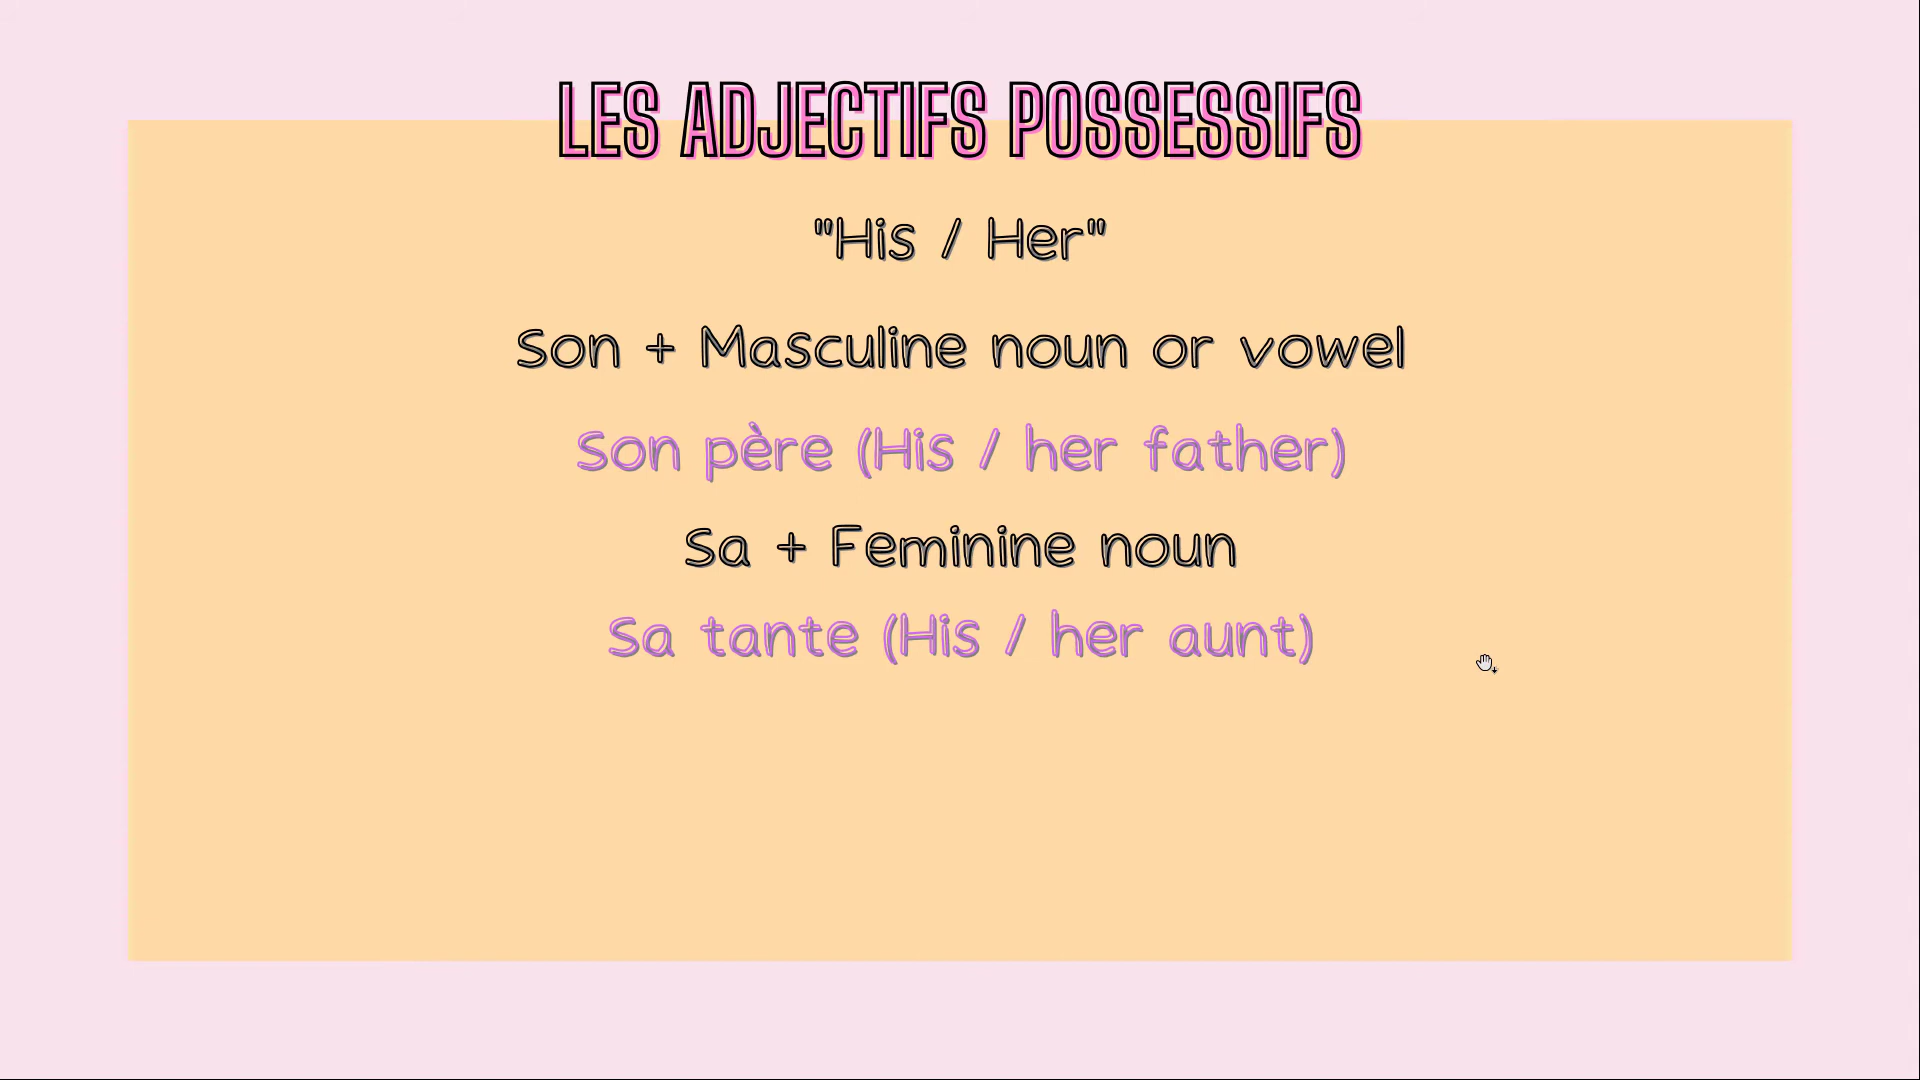 LES ADJECTIFS POSSESSIFS
"His / Her"
Son + Masculine noun or vowel
Son père (His / her father)
Sa + Feminine noun
Sa tante (His / her aunt)